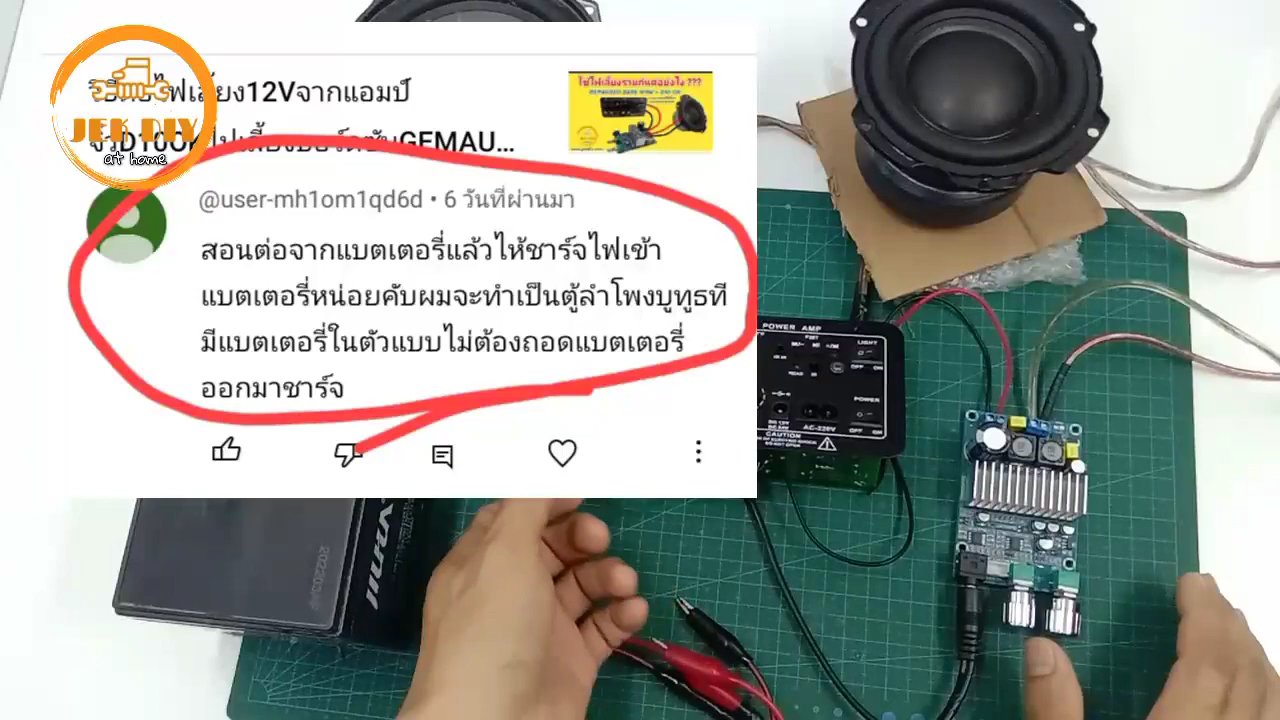 JEK DIY
at home
ไฟเลี้ยง12Vจากแอมป์
@user-mh1om1qd6d • 6 วันที่ผ่านมา
สอนต่อจากแบตเตอรี่แล้วไห้ชาร์จไฟเข้า
แบตเตอรี่หน่อยคับผมจะทำเป็นตู้ลำโพงบูทูธที
มีแบตเตอรี่ในตัวแบบไม่ต้องถอดแบตเตอรี่
ออกมาชาร์จ
POWER AMP
LIGHT
OFF ON
POWER
AC-220V
OFF ON
CAUTION